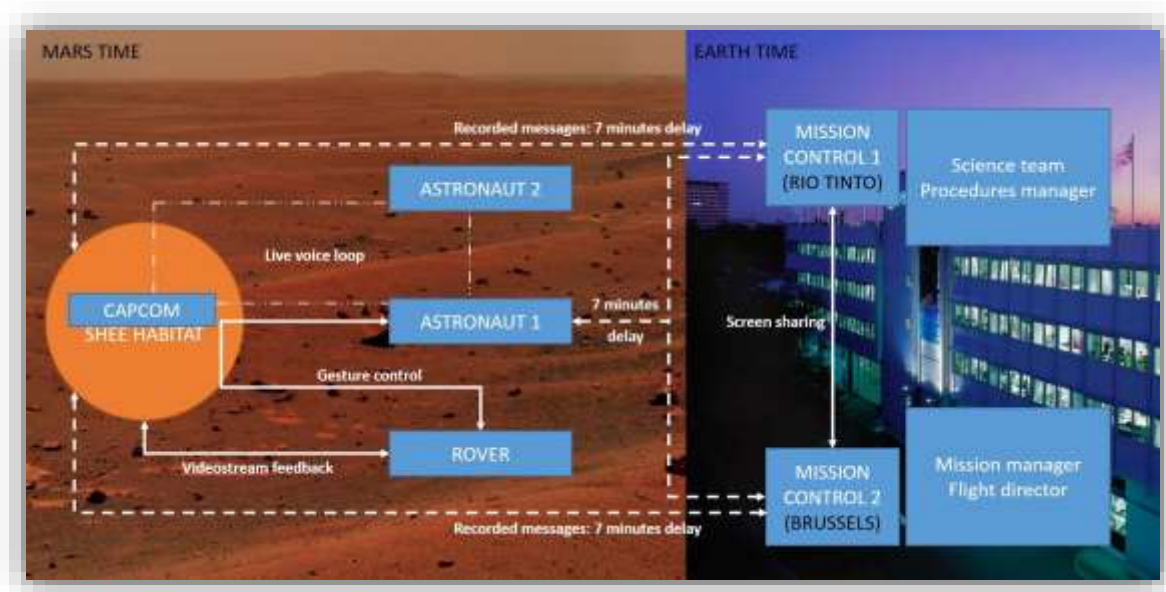 MARS TIME
EARTH TIME
Recorded messages: 7 minutes delay
MISSION
CONTROL 1
(RIO TINTO)
Science team
Procedures manager
ASTRONAUT 2
Live voice loop
CAPCOM
SHEE HABITAT
ASTRONAUT 1
7 minutes
delay
Screen sharing
Gesture control
ROVER
Videostream feedback
MISSION
CONTROL 2
(BRUSSELS)
Mission manager
Flight director
Recorded messages: 7 minutes delay